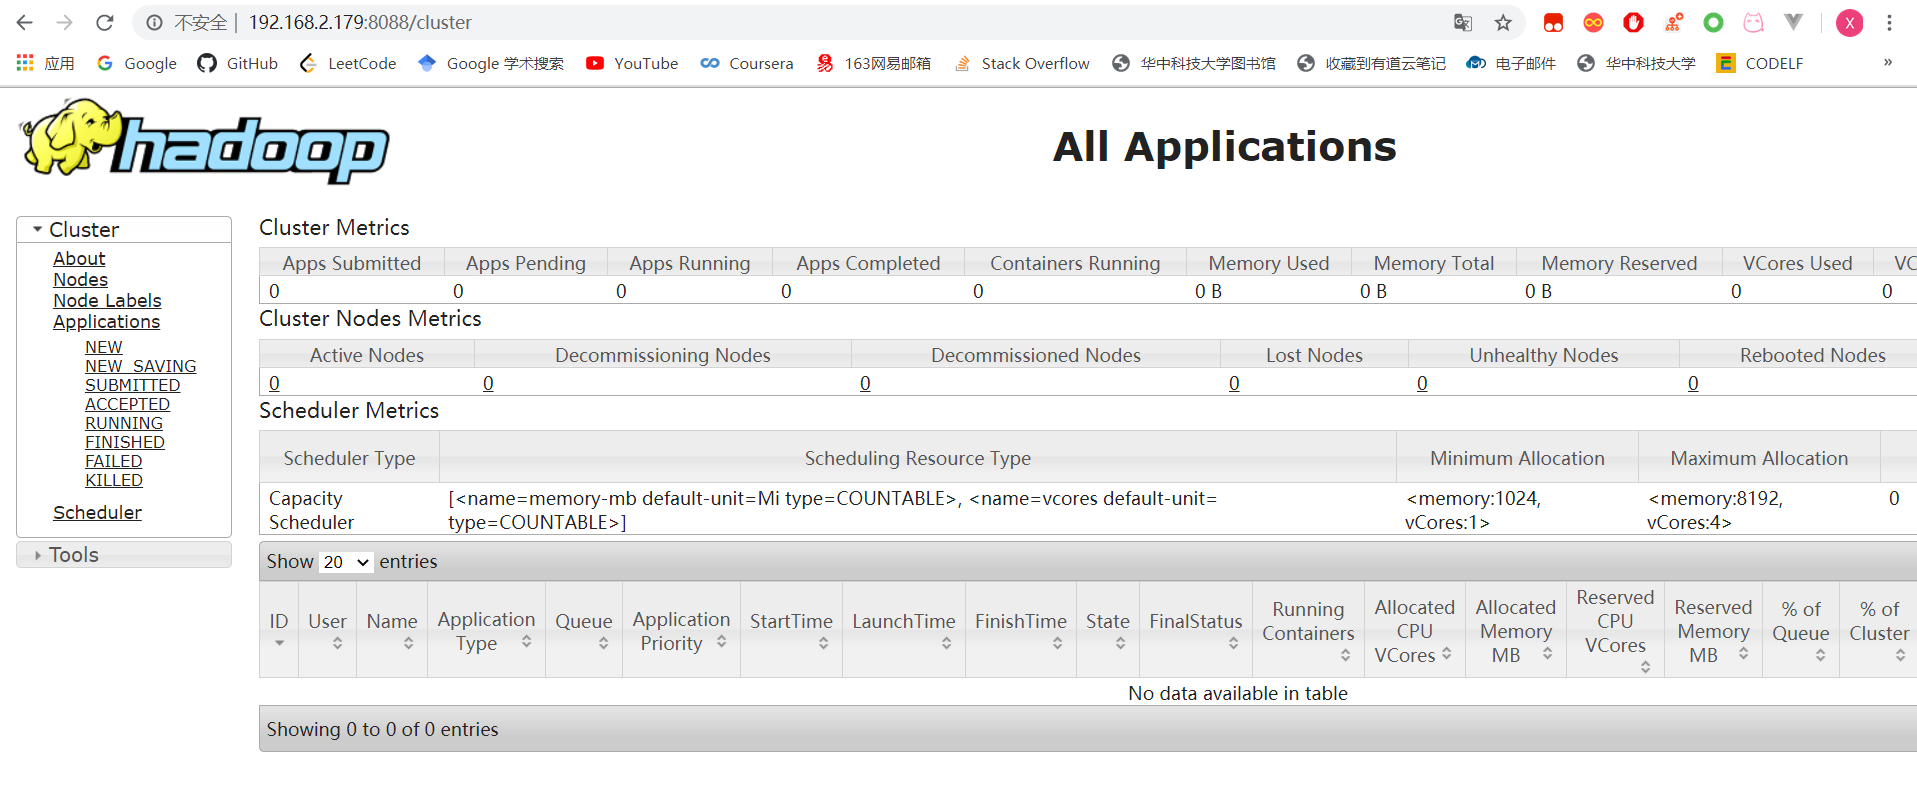 不安全 | 192.168.2.179:8088/cluster
X
应用 Google GitHub LeetCode Google 学术搜索 YouTube Coursera 163网易邮箱 Stack Overflow 华中科技大学图书馆 收藏到有道云笔记 电子邮件 华中科技大学 CODELF »
hadoop
All Applications
Cluster
About
Nodes
Node Labels
Applications
NEW
NEW_SAVING
SUBMITTED
ACCEPTED
RUNNING
FINISHED
FAILED
KILLED
Scheduler
Tools
Cluster Metrics
Apps Submitted Apps Pending Apps Running Apps Completed Containers Running Memory Used Memory Total Memory Reserved VCores Used VC
0 0 0 0 0 0 B 0 B 0 B 0 0
Cluster Nodes Metrics
Active Nodes Decommissioning Nodes Decommissioned Nodes Lost Nodes Unhealthy Nodes Rebooted Nodes
0 0 0 0 0 0
Scheduler Metrics
Scheduler Type Scheduling Resource Type Minimum Allocation Maximum Allocation
Capacity Scheduler [<name=memory-mb default-unit=Mi type=COUNTABLE>, <name=vcores default-unit= type=COUNTABLE>] <memory:1024, vCores:1> <memory:8192, vCores:4> 0
Show 20 entries
ID User Name Application Type Queue Application Priority StartTime LaunchTime FinishTime State FinalStatus Running Containers Allocated CPU VCores Allocated Memory MB Reserved CPU VCores Reserved Memory MB % of Queue % of Cluster
No data available in table
Showing 0 to 0 of 0 entries